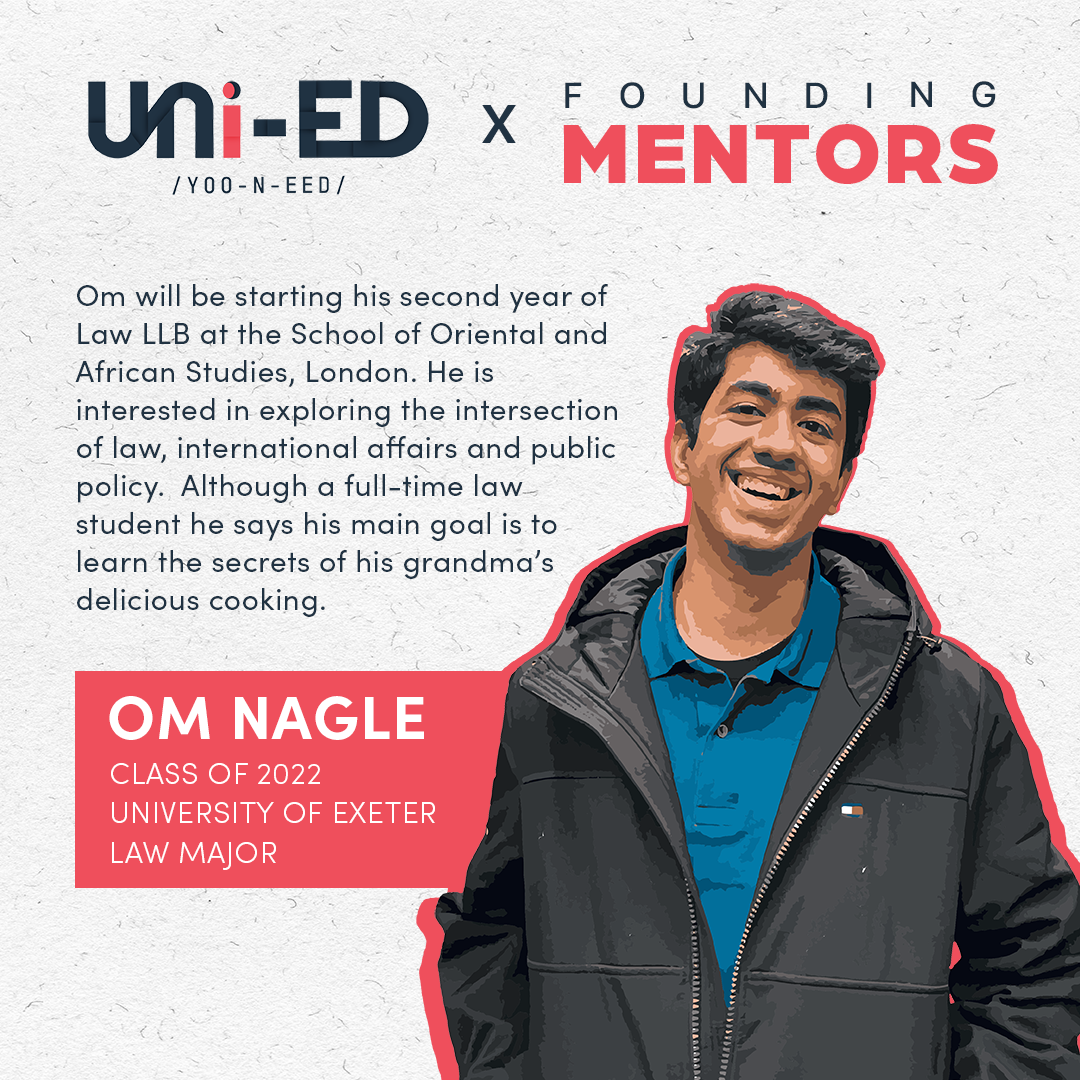 UNi-ED x FOUNDING
MENTORS
/YOO-N-EED/
Om will be starting his second year of
Law LLB at the School of Oriental and
African Studies, London. He is
interested in exploring the intersection
of law, international affairs and public
policy.  Although a full-time law
student he says his main goal is to
learn the secrets of his grandma’s
delicious cooking.
OM NAGLE
CLASS OF 2022
UNIVERSITY OF EXETER
LAW MAJOR